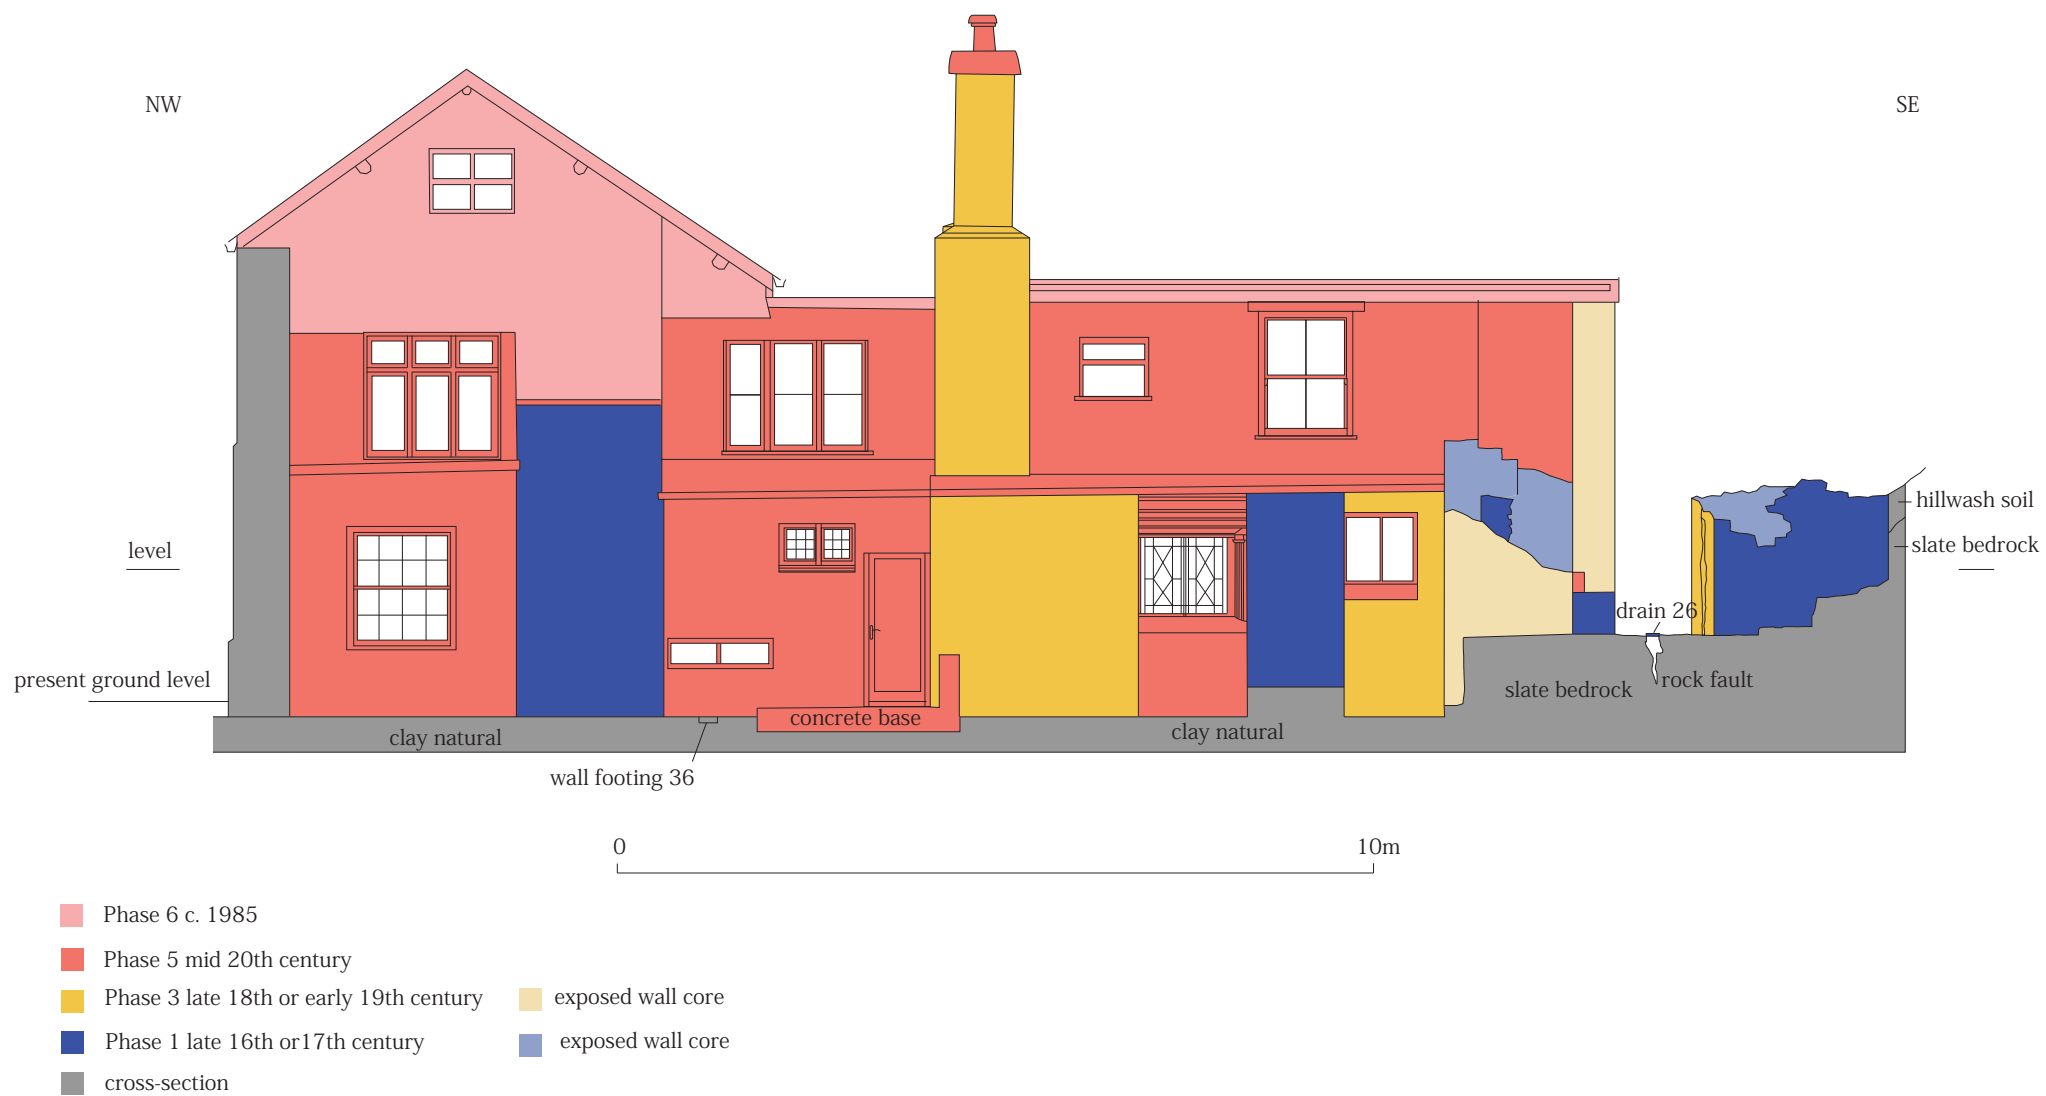 NW
SE
hillwash soil
level
slate bedrock
drain 26
present ground level
slate bedrock
rock fault
concrete base
clay natural
clay natural
wall footing 36
0
10m
Phase 6 c. 1985
Phase 5 mid 20th century
Phase 3 late 18th or early 19th century
exposed wall core
Phase 1 late 16th or17th century
exposed wall core
cross-section